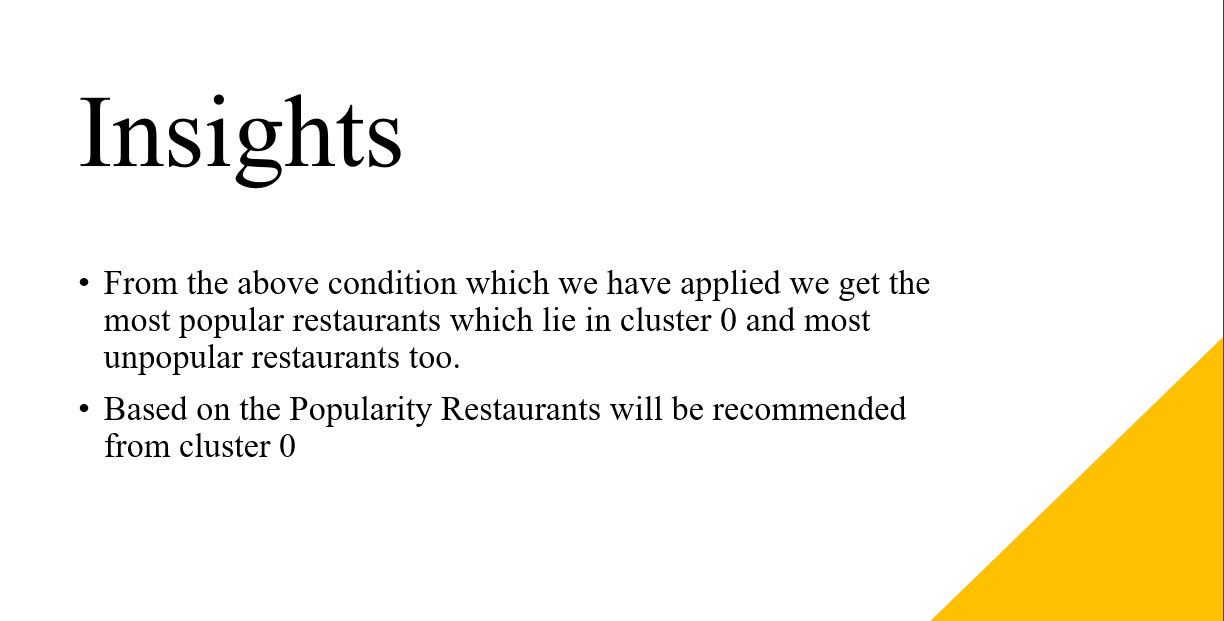 Insights
• From the above condition which we have applied we get the
most popular restaurants which lie in cluster 0 and most
unpopular restaurants too.
• Based on the Popularity Restaurants will be recommended
from cluster 0